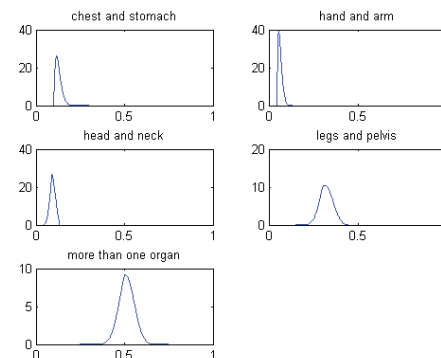 chest and stomach
40
20
0
0 0.5 1
hand and arm
40
20
0
0 0.5
head and neck
40
20
0
0 0.5 1
legs and pelvis
20
10
0
0 0.5
more than one organ
10
5
0
0 0.5 1